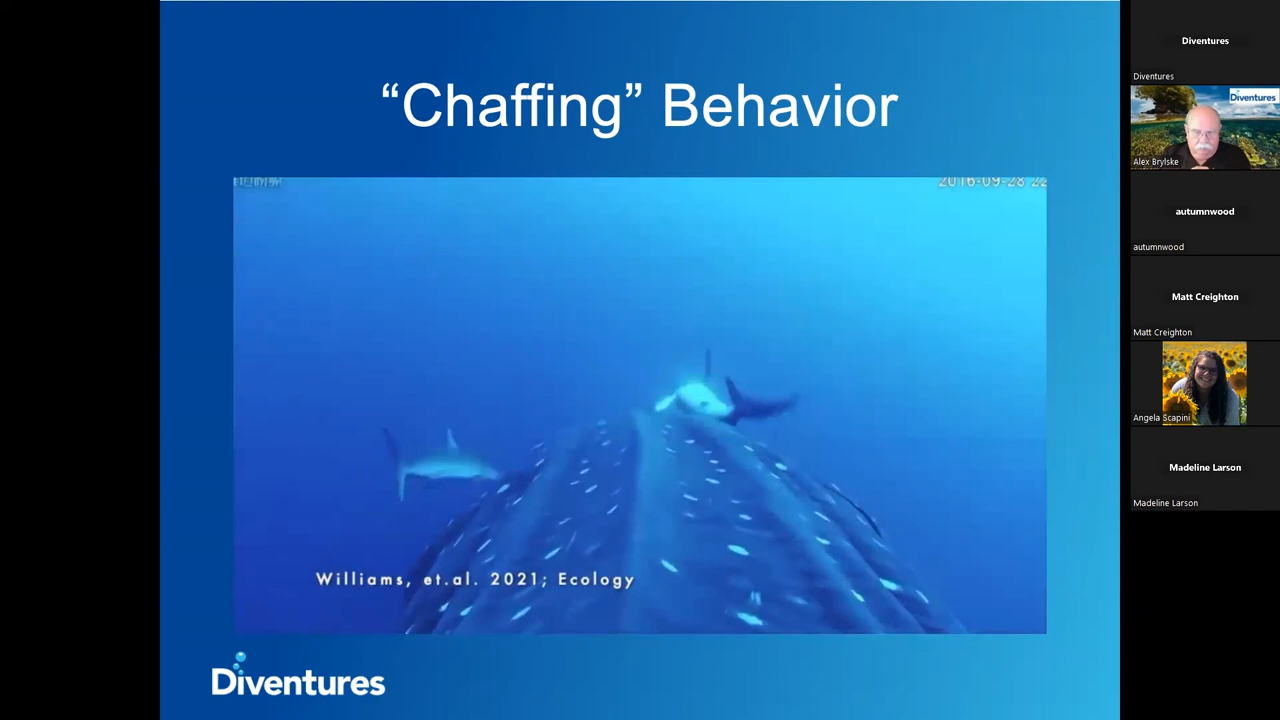 “Chaffing” Behavior
2016-09-28 22
Williams, et.al. 2021; Ecology
Diventures
Diventures
Diventures
Diventures
Alex Brylske
autumnwood
autumnwood
Matt Creighton
Matt Creighton
Angela Scapini
Madeline Larson
Madeline Larson